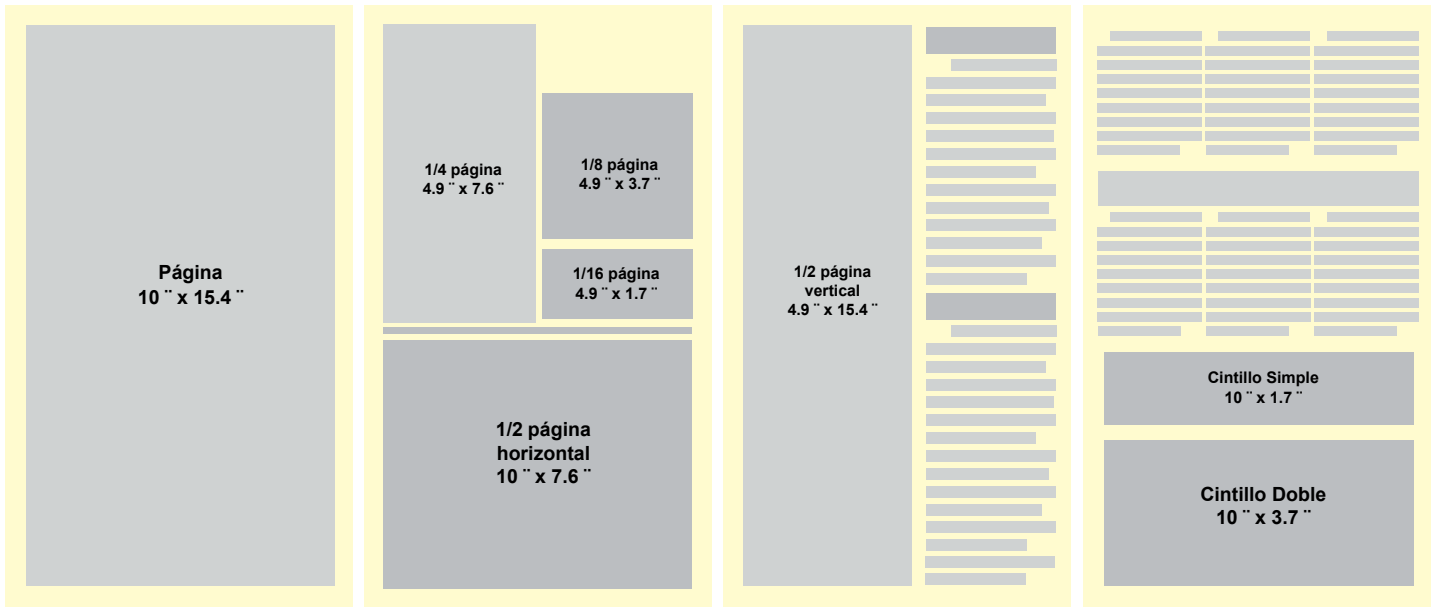 Página
10 ¨ x 15.4 ¨
1/4 página
4.9 ¨ x 7.6 ¨
1/8 página
4.9 ¨ x 3.7 ¨
1/16 página
4.9 ¨ x 1.7 ¨
1/2 página
horizontal
10 ¨ x 7.6 ¨
1/2 página
vertical
4.9 ¨ x 15.4 ¨
Cintillo Simple
10 ¨ x 1.7 ¨
Cintillo Doble
10 ¨ x 3.7 ¨